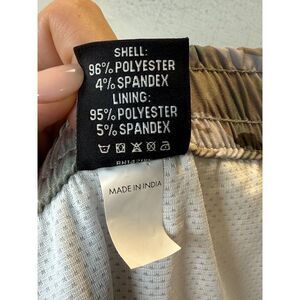 SHELL:
96% POLYESTER
4% SPANDEX
LINING:
95% POLYESTER
5% SPANDEX
MADE IN INDIA